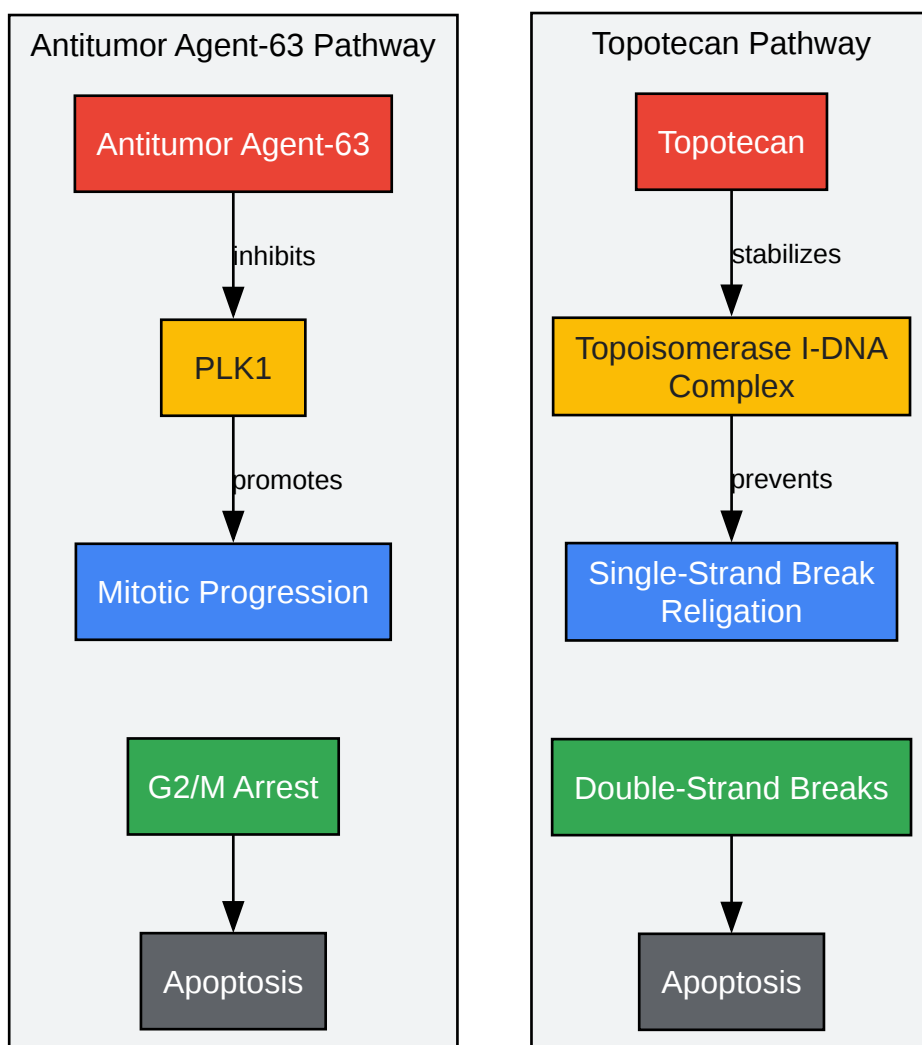 Antitumor Agent-63 Pathway
Antitumor Agent-63
inhibits
PLK1
promotes
Mitotic Progression
G2/M Arrest
Apoptosis
Topotecan Pathway
Topotecan
stabilizes
Topoisomerase I-DNA
Complex
prevents
Single-Strand Break
Religation
Double-Strand Breaks
Apoptosis